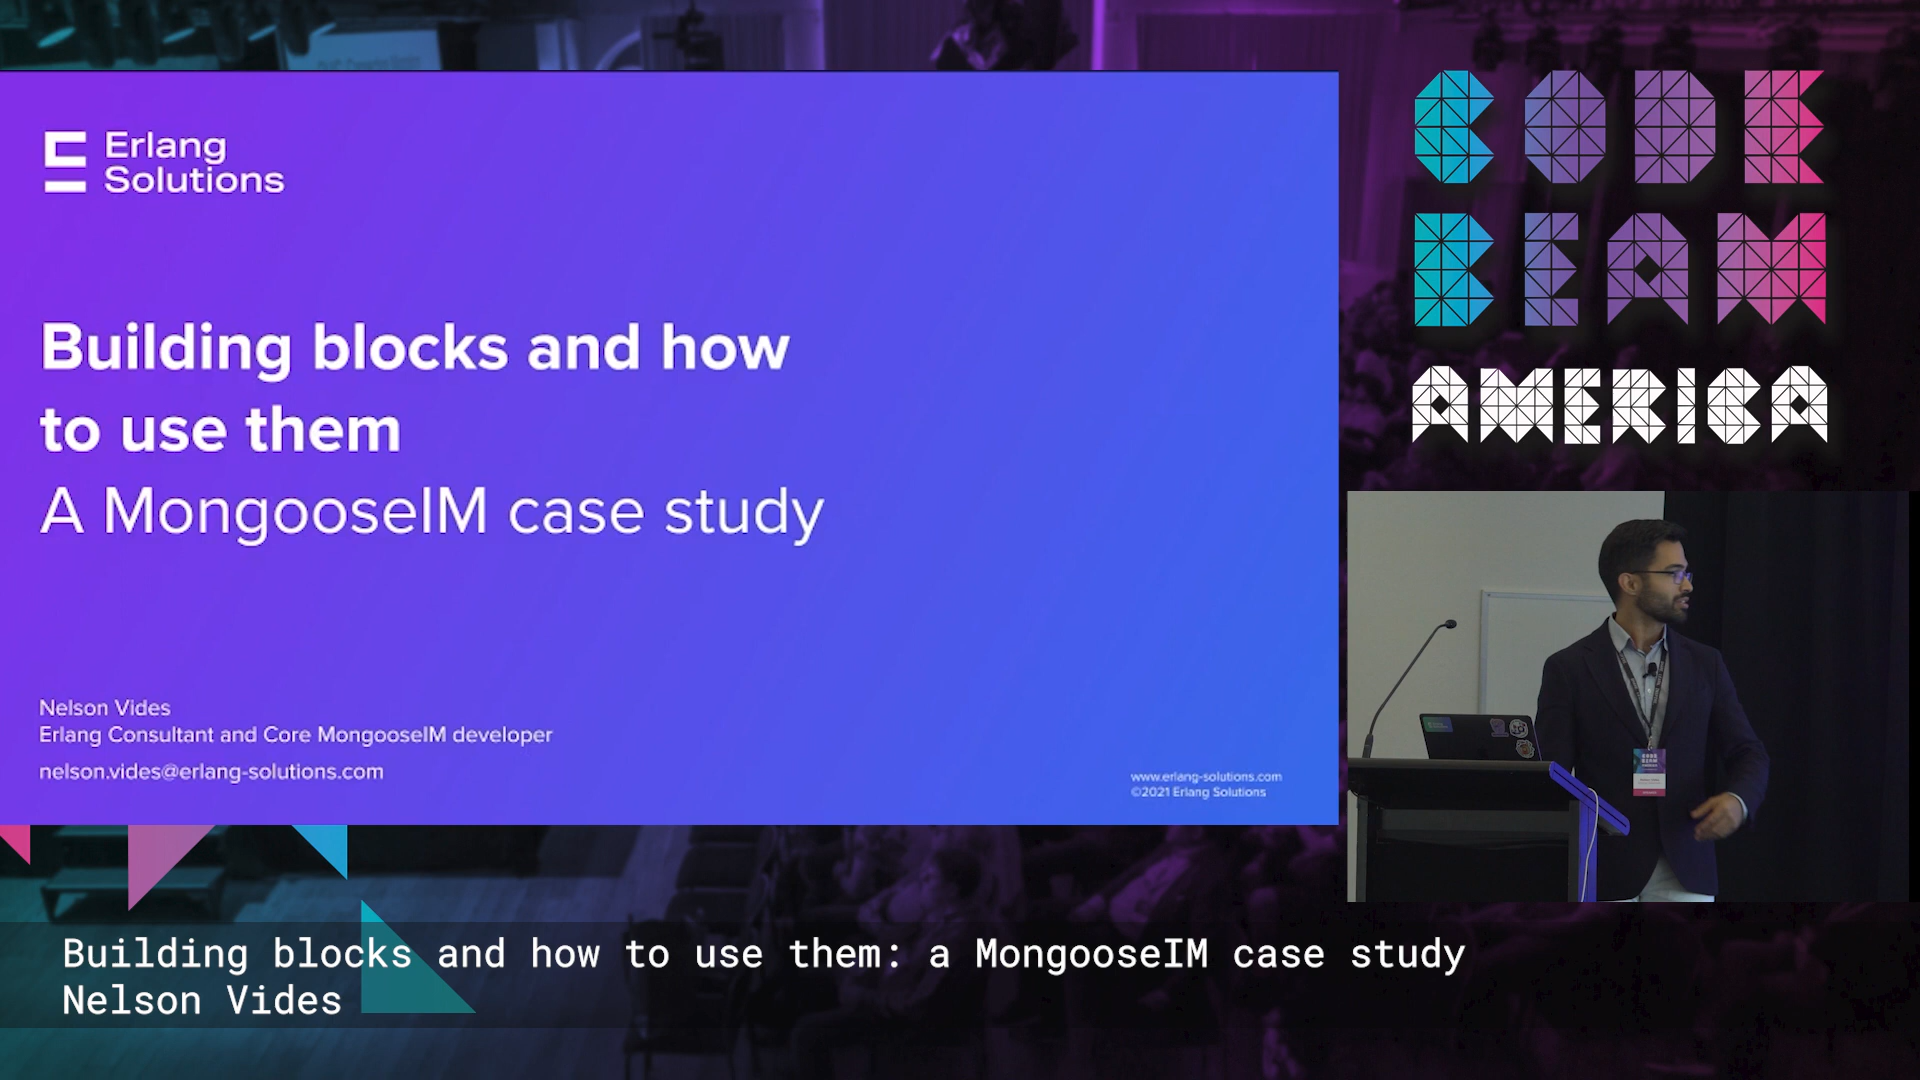 Erlang
Solutions
Building blocks and how
to use them
A MongooseIM case study
Nelson Vides
Erlang Consultant and Core MongooseIM developer
nelson.vides@erlang-solutions.com
www.erlang-solutions.com
©2021 Erlang Solutions
CODE
BEAM
AMERICA
CODE
BEAM
Building blocks and how to use them: a MongooseIM case study
Nelson Vides